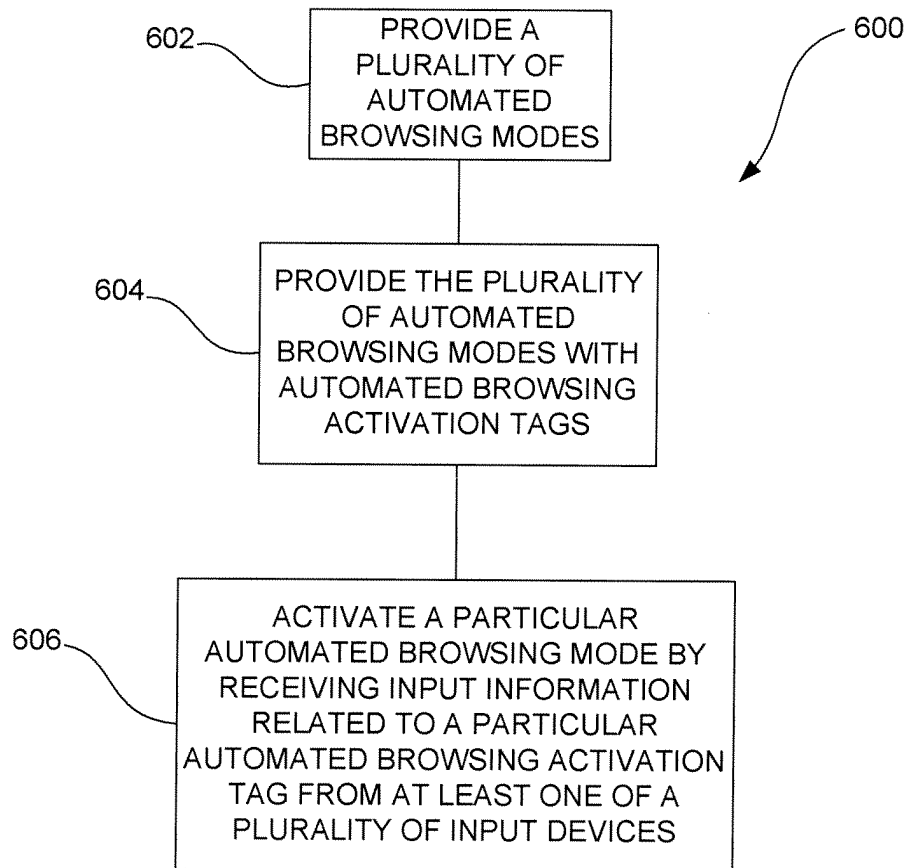 602
PROVIDE A
PLURALITY OF
AUTOMATED
BROWSING MODES
600
604
PROVIDE THE PLURALITY
OF AUTOMATED
BROWSING MODES WITH
AUTOMATED BROWSING
ACTIVATION TAGS
606
ACTIVATE A PARTICULAR
AUTOMATED BROWSING MODE BY
RECEIVING INPUT INFORMATION
RELATED TO A PARTICULAR
AUTOMATED BROWSING ACTIVATION
TAG FROM AT LEAST ONE OF A
PLURALITY OF INPUT DEVICES